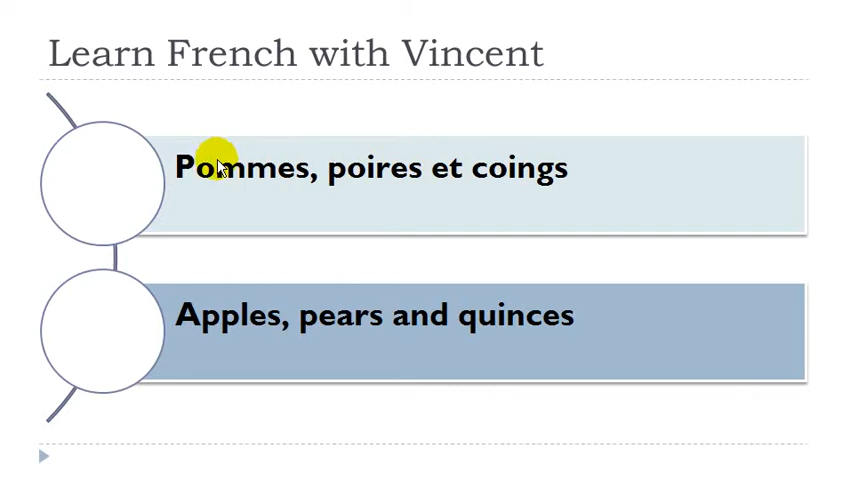 Learn French with Vincent
Pommes, poires et coings
Apples, pears and quinces